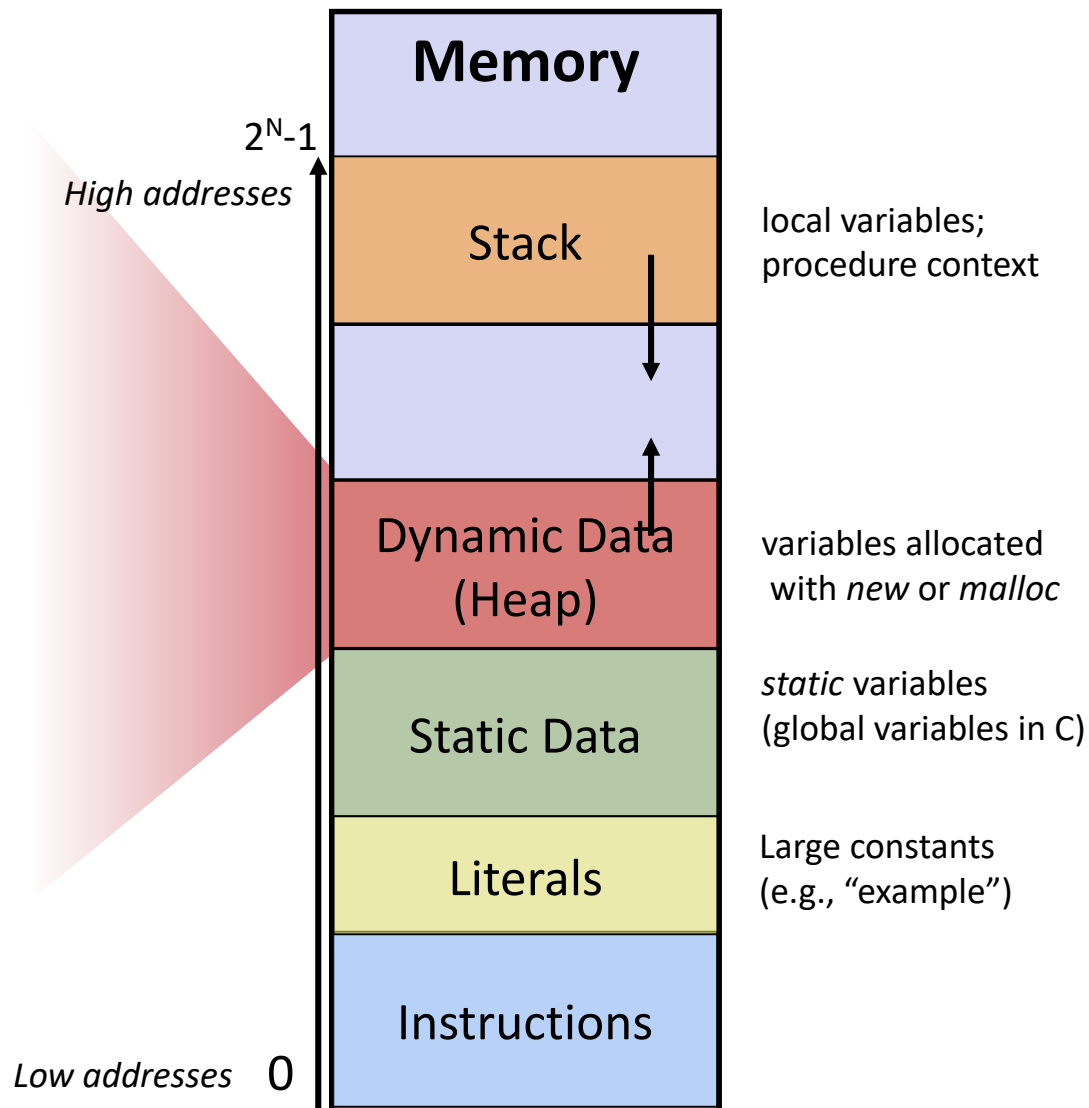 Memory
2ᴺ-1
High addresses
Stack
local variables;
procedure context
Dynamic Data
(Heap)
variables allocated
with new or malloc
Static Data
static variables
(global variables in C)
Literals
Large constants
(e.g., “example”)
Instructions
Low addresses 0